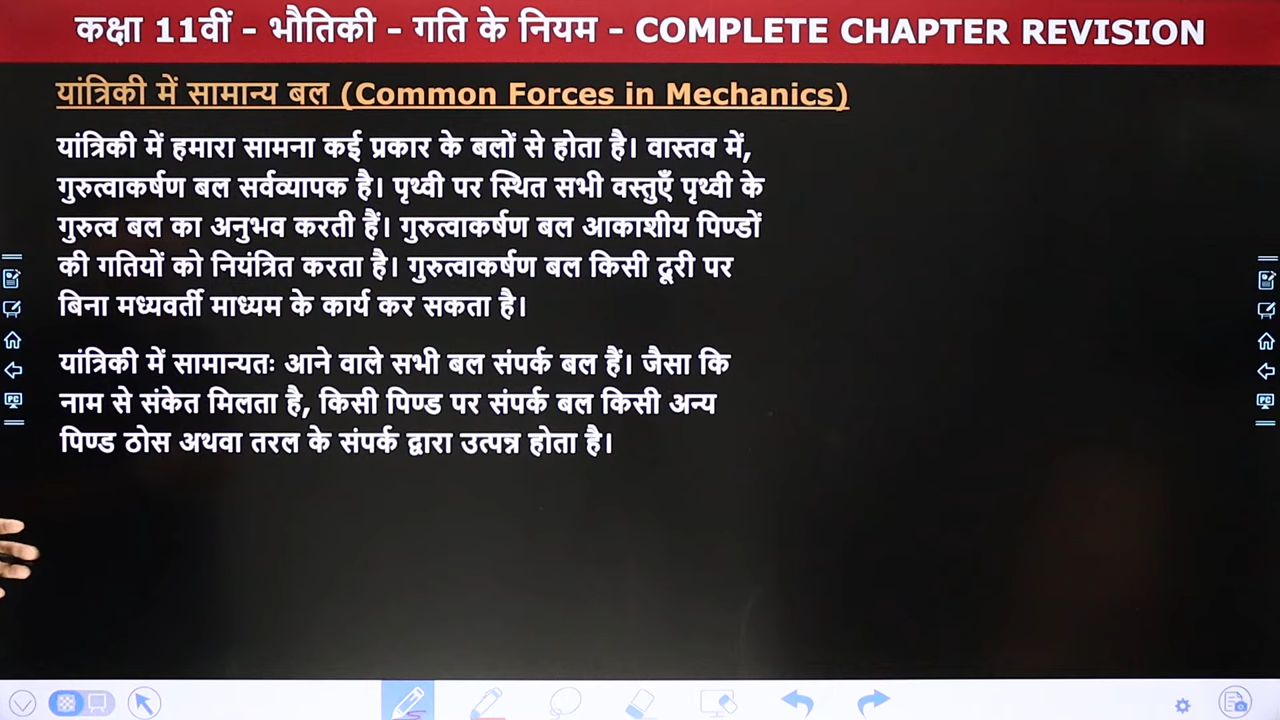 कक्षा 11वीं - भौतिकी - गति के नियम - COMPLETE CHAPTER REVISION
यांत्रिकी में सामान्य बल (Common Forces in Mechanics)
यांत्रिकी में हमारा सामना कई प्रकार के बलों से होता है। वास्तव में,
गुरुत्वाकर्षण बल सर्वव्यापक है। पृथ्वी पर स्थित सभी वस्तुएँ पृथ्वी के
गुरुत्व बल का अनुभव करती हैं। गुरुत्वाकर्षण बल आकाशीय पिण्डों
की गतियों को नियंत्रित करता है। गुरुत्वाकर्षण बल किसी दूरी पर
बिना मध्यवर्ती माध्यम के कार्य कर सकता है।
यांत्रिकी में सामान्यतः आने वाले सभी बल संपर्क बल हैं। जैसा कि
नाम से संकेत मिलता है, किसी पिण्ड पर संपर्क बल किसी अन्य
पिण्ड ठोस अथवा तरल के संपर्क द्वारा उत्पन्न होता है।
PC
PC